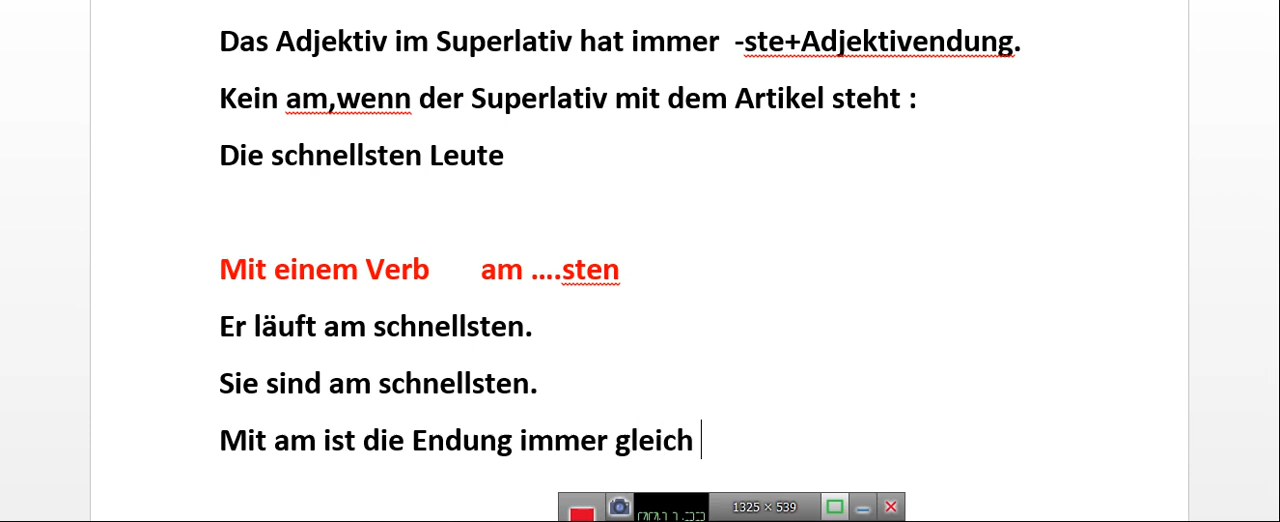 Das Adjektiv im Superlativ hat immer -ste+Adjektivendung.
Kein am,wenn der Superlativ mit dem Artikel steht :
Die schnellsten Leute
Mit einem Verb am ….sten
Er läuft am schnellsten.
Sie sind am schnellsten.
Mit am ist die Endung immer gleich
1325 × 539